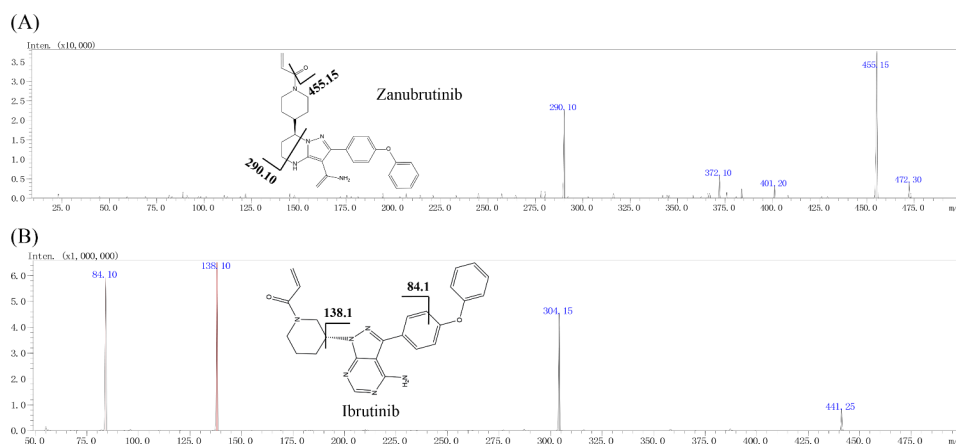 (A)
Inten. (x10,000)
3.5
3.0
2.5
2.0
1.5
1.0
0.5
0.0
O
N
455.15
Zanubrutinib
N
N
N
H
NH₂
O
290.10
290.10
372.10
401.20
455.15
472.30
25.0 50.0 75.0 100.0 125.0 150.0 175.0 200.0 225.0 250.0 275.0 300.0 325.0 350.0 375.0 400.0 425.0 450.0 475.0
(B)
Inten. (x1,000,000)
6.0
5.0
4.0
3.0
2.0
1.0
0.0
84.10
138.10
O
N
138.1
84.1
O
N
N
N
N
H₂N
Ibrutinib
304.15
441.25
50.0 75.0 100.0 125.0 150.0 175.0 200.0 225.0 250.0 275.0 300.0 325.0 350.0 375.0 400.0 425.0 450.0 475.0